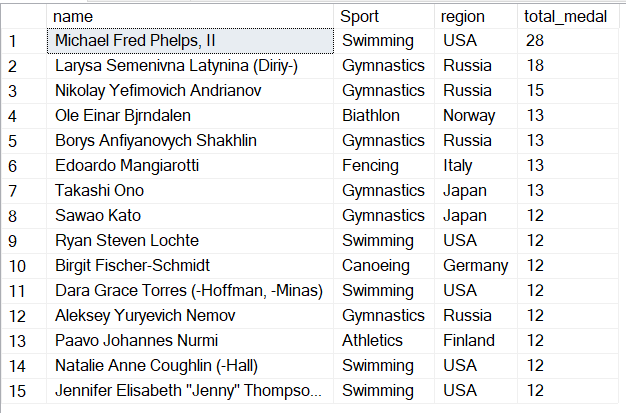 name Sport region total_medal
1 Michael Fred Phelps, II Swimming USA 28
2 Larysa Semenivna Latynina (Diriy-) Gymnastics Russia 18
3 Nikolay Yefimovich Andrianov Gymnastics Russia 15
4 Ole Einar Bjrndalen Biathlon Norway 13
5 Borys Anfiyanovych Shakhlin Gymnastics Russia 13
6 Edoardo Mangiarotti Fencing Italy 13
7 Takashi Ono Gymnastics Japan 13
8 Sawao Kato Gymnastics Japan 12
9 Ryan Steven Lochte Swimming USA 12
10 Birgit Fischer-Schmidt Canoeing Germany 12
11 Dara Grace Torres (-Hoffman, -Minas) Swimming USA 12
12 Aleksey Yuryevich Nemov Gymnastics Russia 12
13 Paavo Johannes Nurmi Athletics Finland 12
14 Natalie Anne Coughlin (-Hall) Swimming USA 12
15 Jennifer Elisabeth "Jenny" Thompso... Swimming USA 12